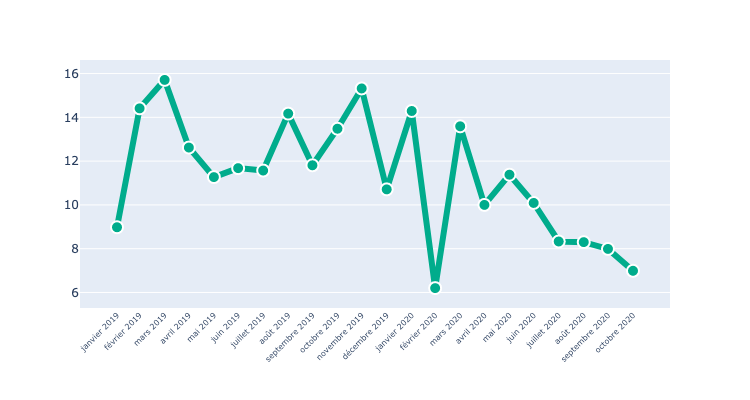 16
14
12
10
8
6
janvier 2019
février 2019
mars 2019
avril 2019
mai 2019
juin 2019
juillet 2019
août 2019
septembre 2019
octobre 2019
novembre 2019
décembre 2019
janvier 2020
février 2020
mars 2020
avril 2020
mai 2020
juin 2020
juillet 2020
août 2020
septembre 2020
octobre 2020